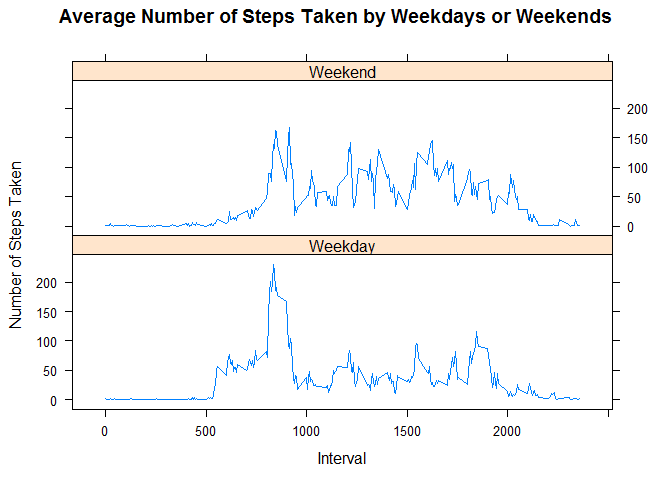 Average Number of Steps Taken by Weekdays or Weekends
Weekend
200
150
100
50
0
Weekday
200
150
100
50
0
Number of Steps Taken
0 500 1000 1500 2000
Interval